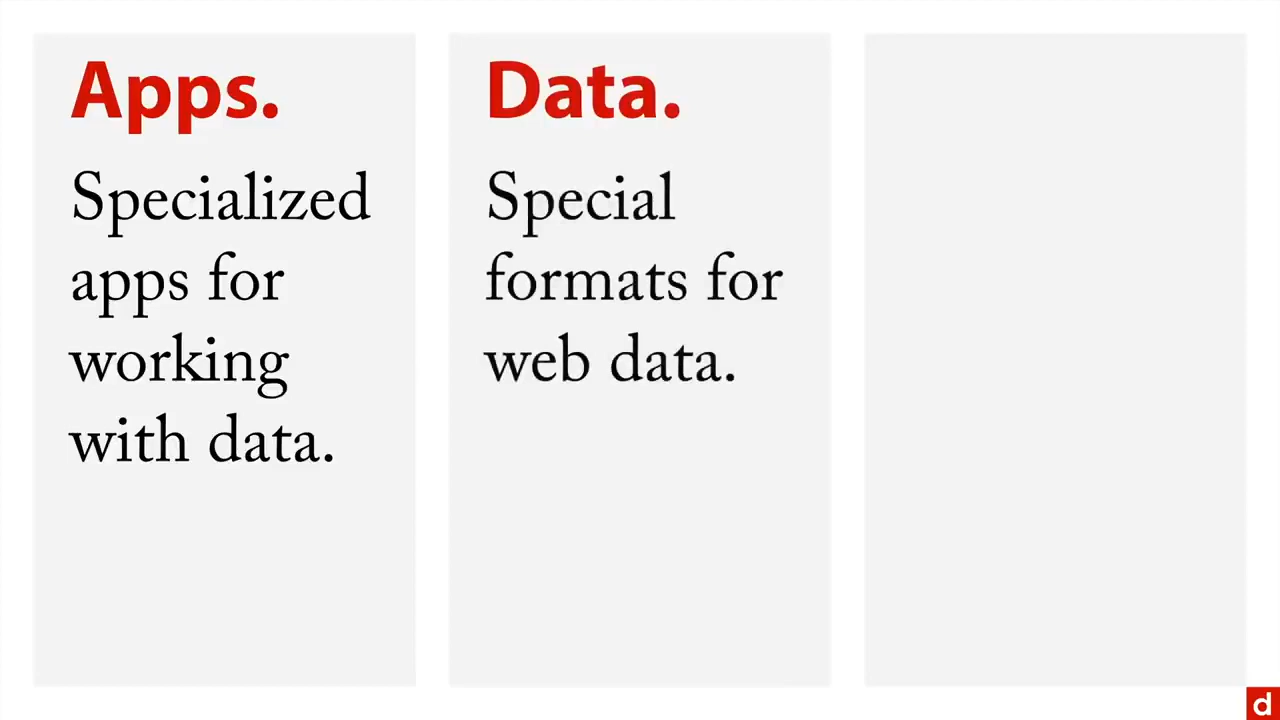 Apps.
Specialized
apps for
working
with data.
Data.
Special
formats for
web data.
d